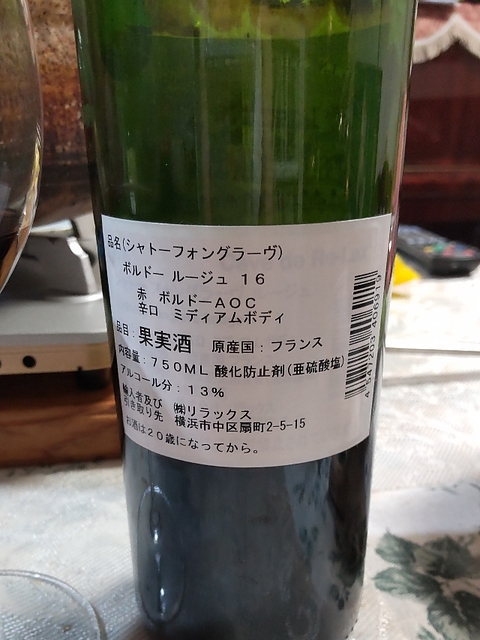 品名(シャトーフォングラーヴ)
ボルドー ルージュ 16
赤 ボルドーAOC
辛口 ミディアムボディ
品目:果実酒 原産国:フランス
内容量:750ML 酸化防止剤(亜硫酸塩)
アルコール分:13%
輸入者及び
引き取り先 ㈱リラックス
横浜市中区扇町2-5-15
お酒は20歳になってから。